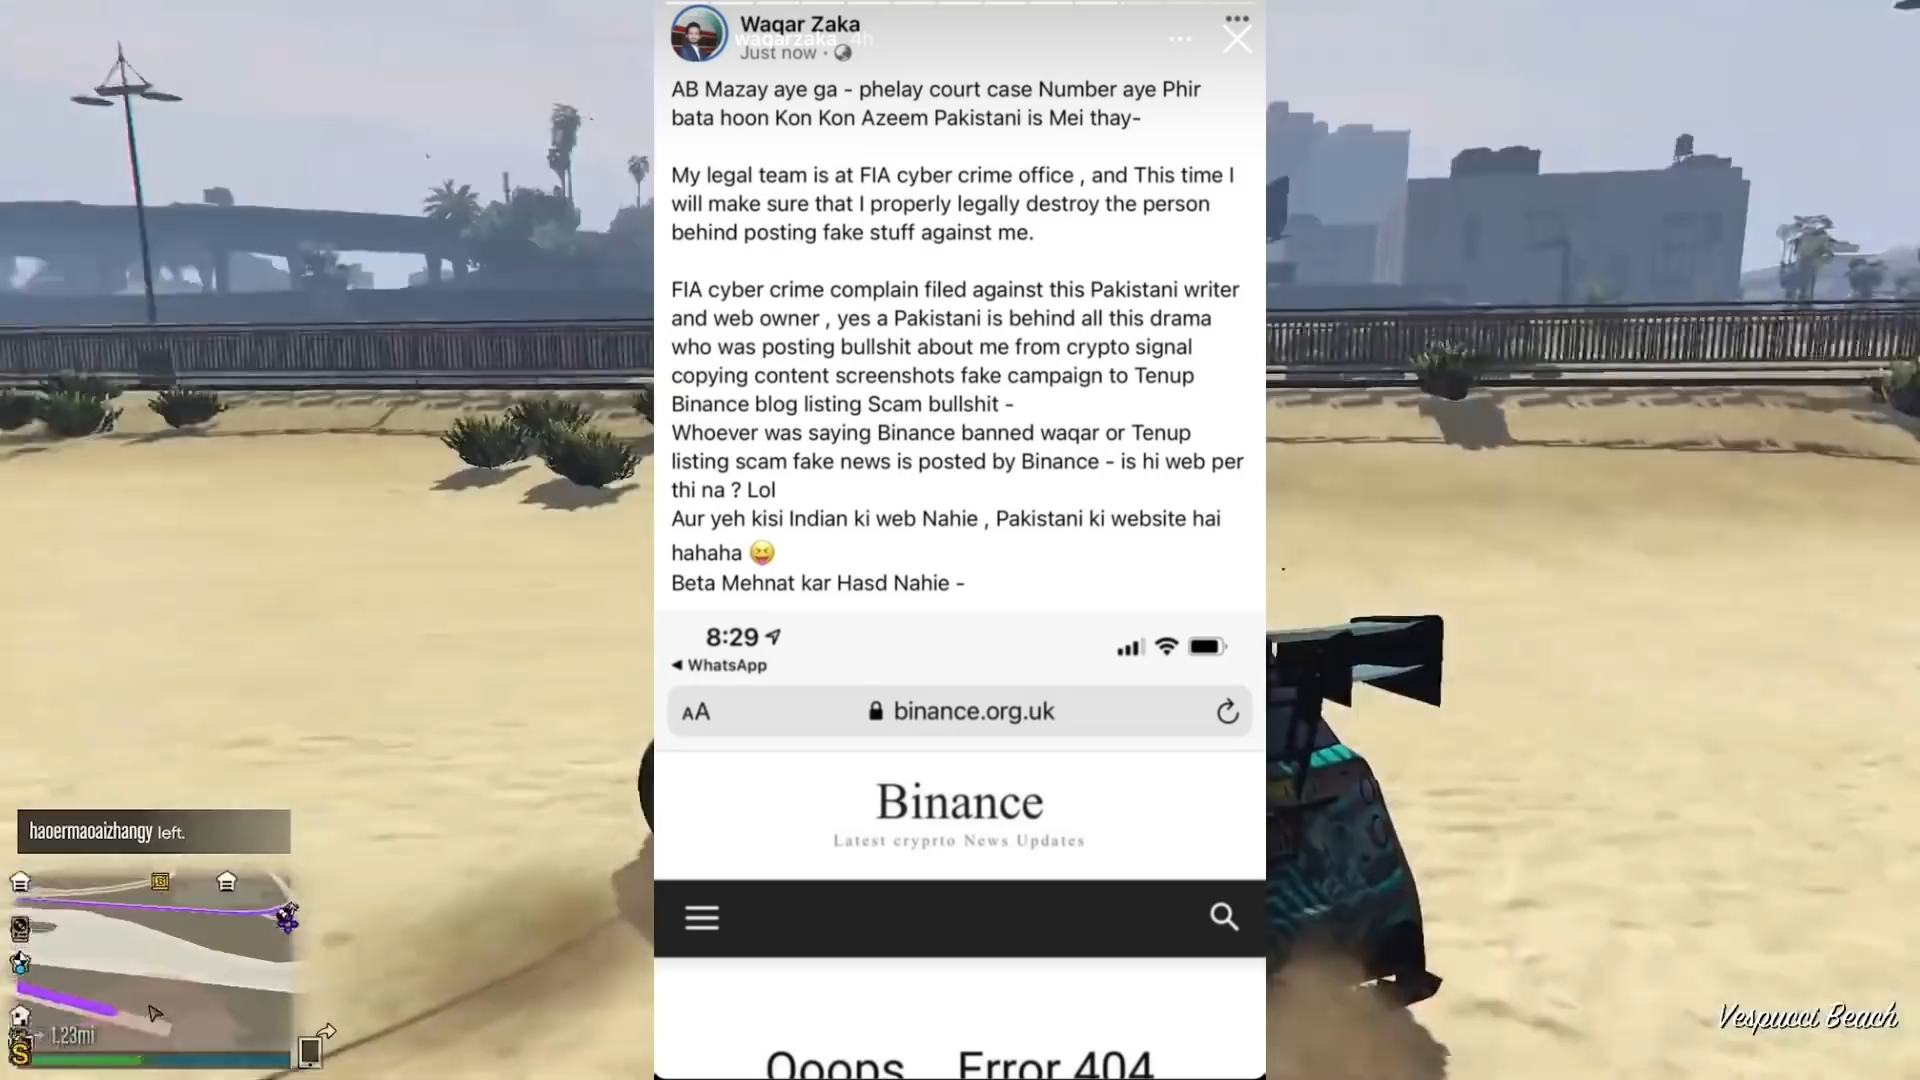 Waqar Zaka
waqarzaka 4h
Just now ·
AB Mazay aye ga - phelay court case Number aye Phir
bata hoon Kon Kon Azeem Pakistani is Mei thay-
My legal team is at FIA cyber crime office , and This time I
will make sure that I properly legally destroy the person
behind posting fake stuff against me.
FIA cyber crime complain filed against this Pakistani writer
and web owner , yes a Pakistani is behind all this drama
who was posting bullshit about me from crypto signal
copying content screenshots fake campaign to Tenup
Binance blog listing Scam bullshit -
Whoever was saying Binance banned waqar or Tenup
listing scam fake news is posted by Binance - is hi web per
thi na ? Lol
Aur yeh kisi Indian ki web Nahie , Pakistani ki website hai
hahaha 😝
Beta Mehnat kar Hasd Nahie -
8:29
WhatsApp
AA
binance.org.uk
Binance
Latest cryprto News Updates
Ooops... Error 404
haoermaoaizhangy left.
1.23mi
S
Vespucci Beach